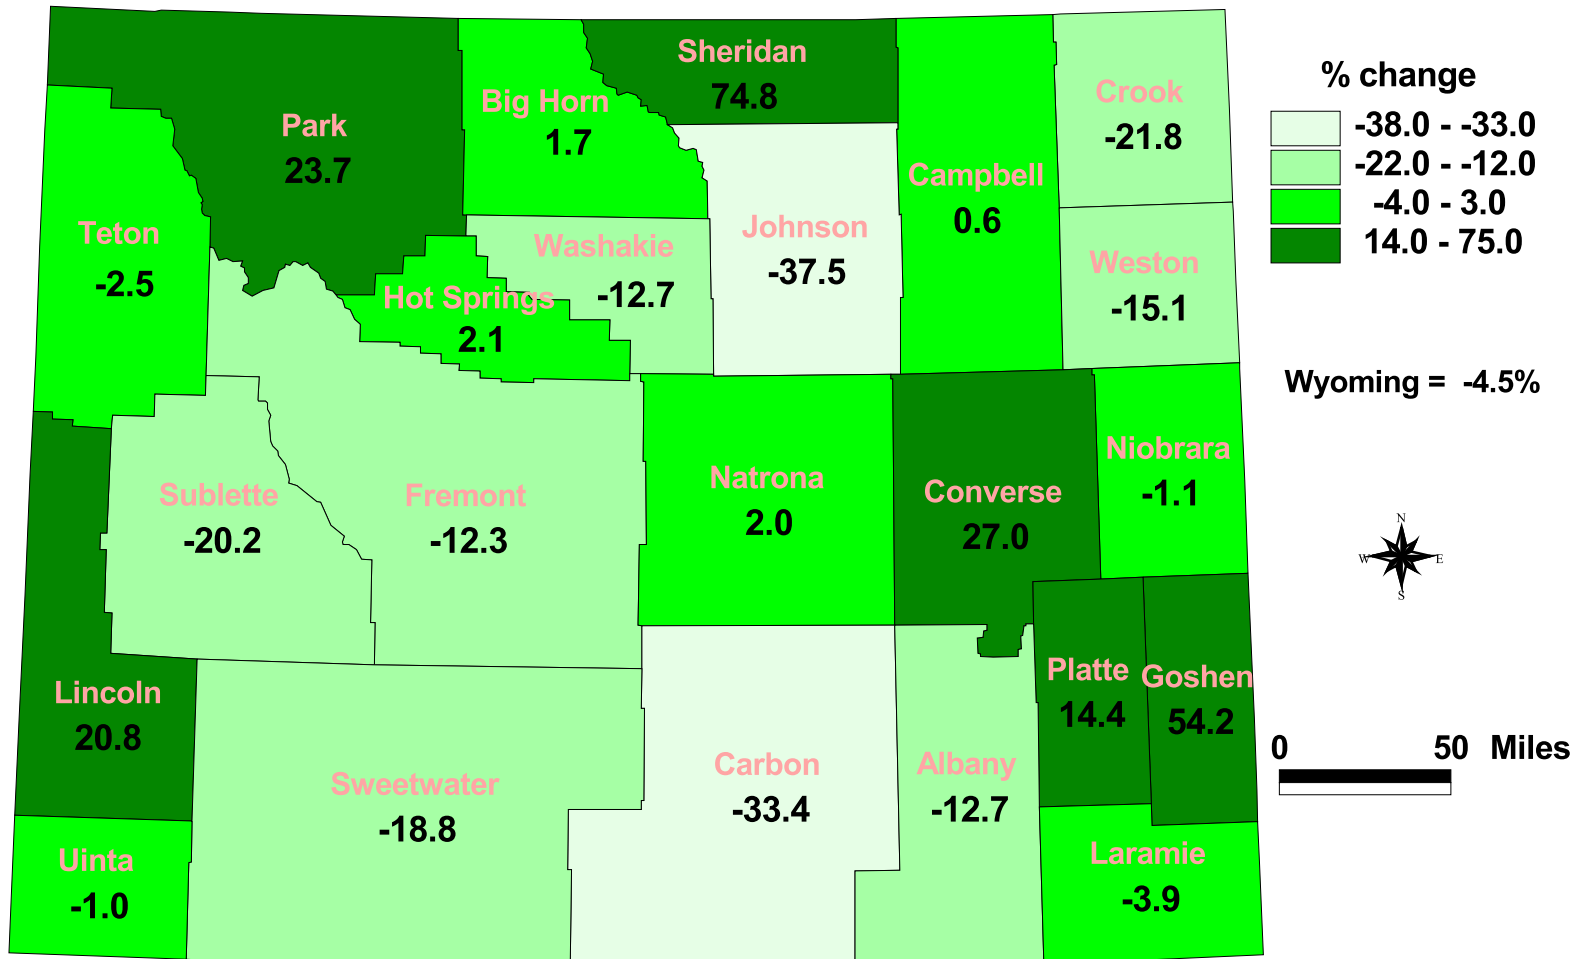 Sheridan
74.8
Park
23.7
Big Horn
1.7
Crook
-21.8
Campbell
0.6
Teton
-2.5
Washakie
-12.7
Johnson
-37.5
Weston
-15.1
Hot Springs
2.1
Sublette
-20.2
Fremont
-12.3
Natrona
2.0
Converse
27.0
Niobrara
-1.1
Lincoln
20.8
Platte
14.4
Goshen
54.2
Sweetwater
-18.8
Carbon
-33.4
Albany
-12.7
Uinta
-1.0
Laramie
-3.9
% change
-38.0 - -33.0
-22.0 - -12.0
-4.0 - 3.0
14.0 - 75.0
Wyoming = -4.5%
N
W E
S
0 50 Miles